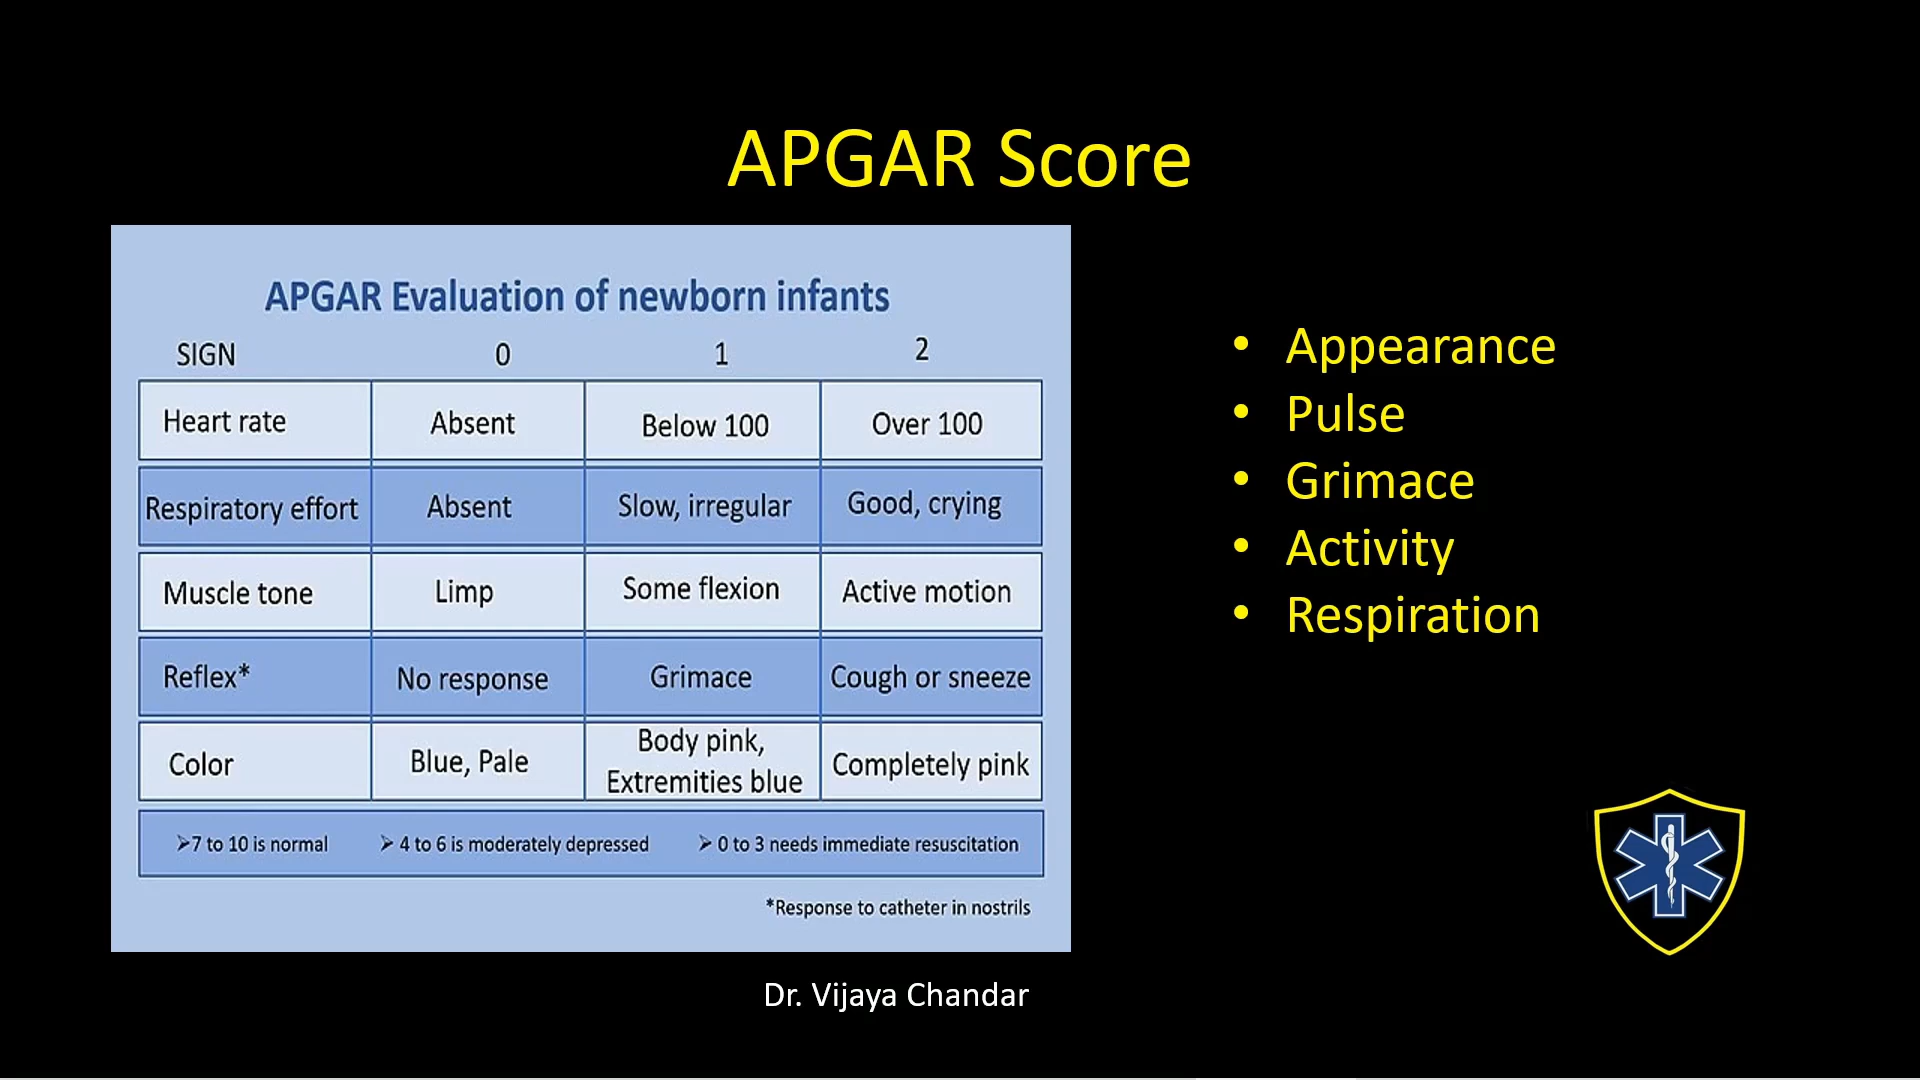 APGAR Score
APGAR Evaluation of newborn infants
SIGN 0 1 2
Heart rate Absent Below 100 Over 100
Respiratory effort Absent Slow, irregular Good, crying
Muscle tone Limp Some flexion Active motion
Reflex* No response Grimace Cough or sneeze
Color Blue, Pale Body pink, Extremities blue Completely pink
➢7 to 10 is normal ➢ 4 to 6 is moderately depressed ➢ 0 to 3 needs immediate resuscitation
*Response to catheter in nostrils
• Appearance
• Pulse
• Grimace
• Activity
• Respiration
Dr. Vijaya Chandar